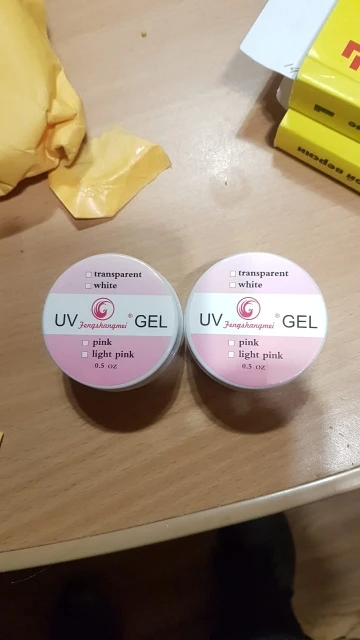 transparent
white
UV Fengshangmei® GEL
pink
light pink
0.5 OZ
transparent
white
UV Fengshangmei® GEL
pink
light pink
0.5 OZ